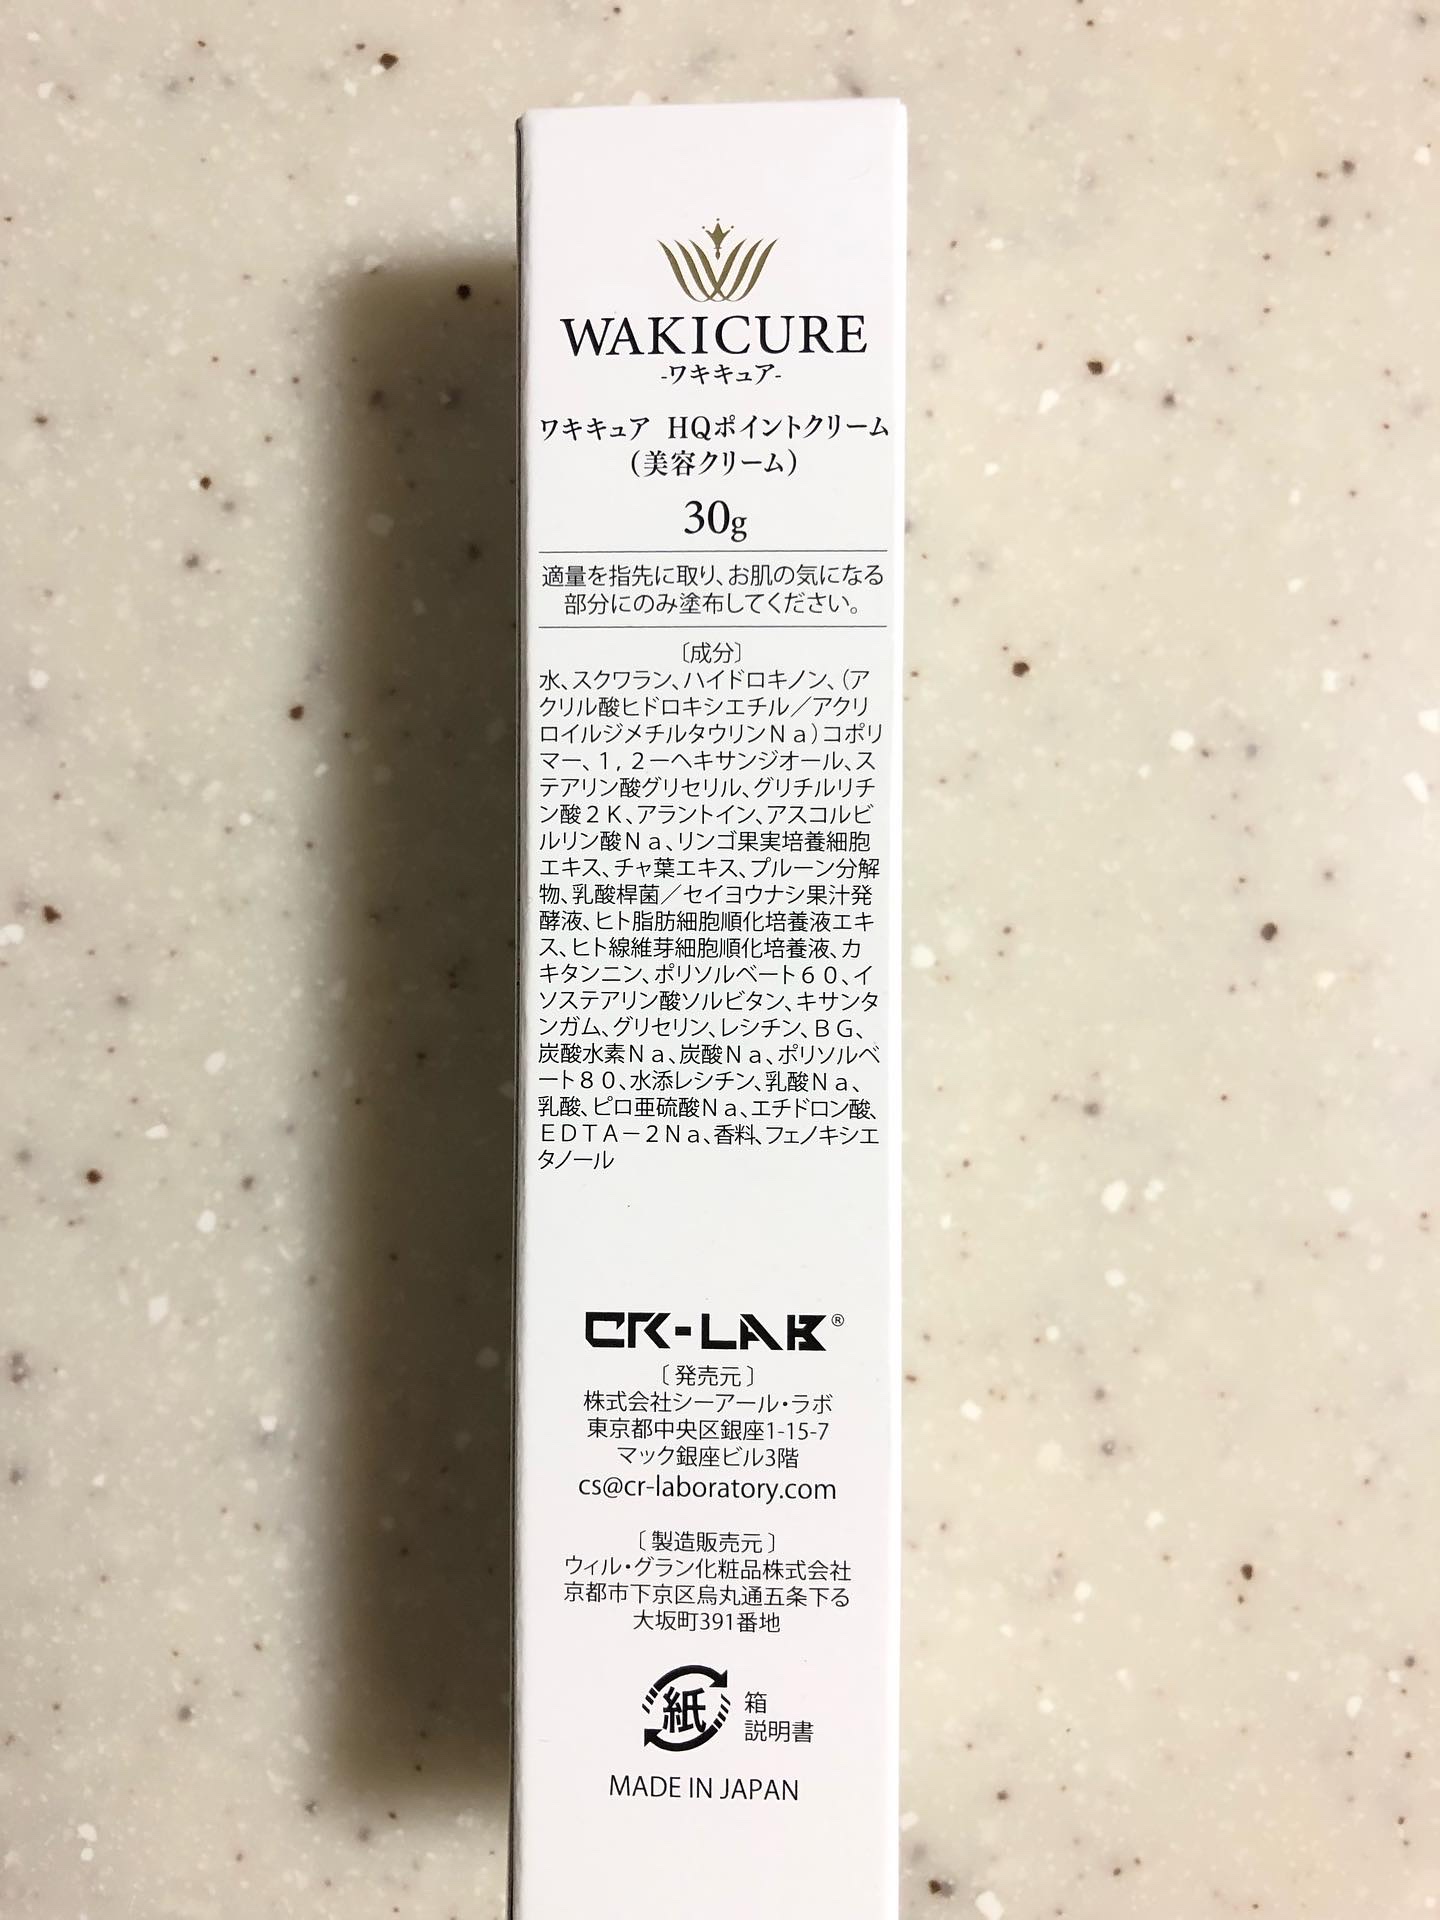 WAKICURE
-ワキキュア-
ワキキュア HQポイントクリーム
(美容クリーム)
30g
適量を指先に取り、お肌の気になる
部分にのみ塗布してください。
〔成分〕
水、スクワラン、ハイドロキノン、(ア
クリル酸ヒドロキシエチル／アクリ
ロイルジメチルタウリンNa)コポリ
マー、1,2ーヘキサンジオール、ス
テアリン酸グリセリル、グリチルリチ
ン酸2K、アラントイン、アスコルビ
ルリン酸Na、リンゴ果実培養細胞
エキス、チャ葉エキス、プルーン分解
物、乳酸桿菌／セイヨウナシ果汁発
酵液、ヒト脂肪細胞順化培養液エキ
ス、ヒト線維芽細胞順化培養液、カ
キタンニン、ポリソルベート60、イ
ソステアリン酸ソルビタン、キサンタ
ンガム、グリセリン、レシチン、BG、
炭酸水素Na、炭酸Na、ポリソルベ
ート80、水添レシチン、乳酸Na、
乳酸、ピロ亜硫酸Na、エチドロン酸、
EDTA－2Na、香料、フェノキシエ
タノール
CR-LAB®
〔発売元〕
株式会社シーアール・ラボ
東京都中央区銀座1-15-7
マック銀座ビル3階
cs@cr-laboratory.com
〔製造販売元〕
ウィル・グラン化粧品株式会社
京都市下京区烏丸通五条下る
大坂町391番地
紙 箱
説明書
MADE IN JAPAN